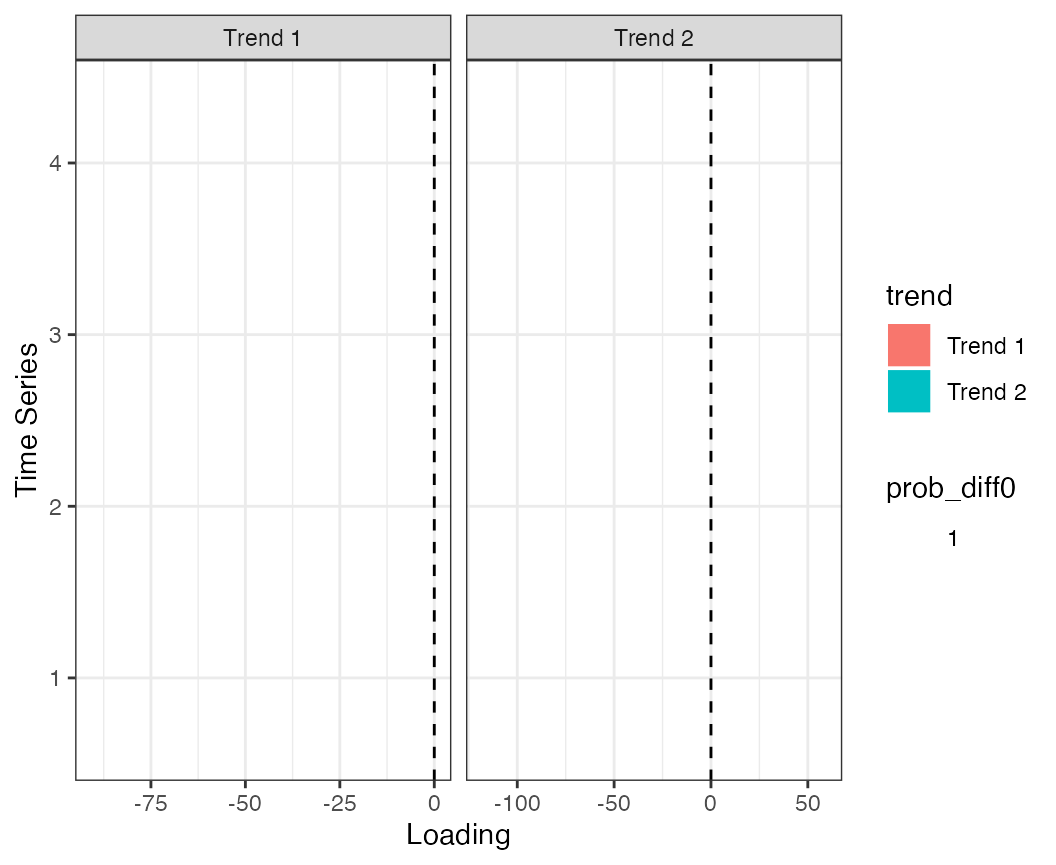 Trend 1
Trend 2
4
3
2
1
Time Series
-75
-50
-25
0
-100
-50
0
50
Loading
trend
Trend 1
Trend 2
prob_diff0
1